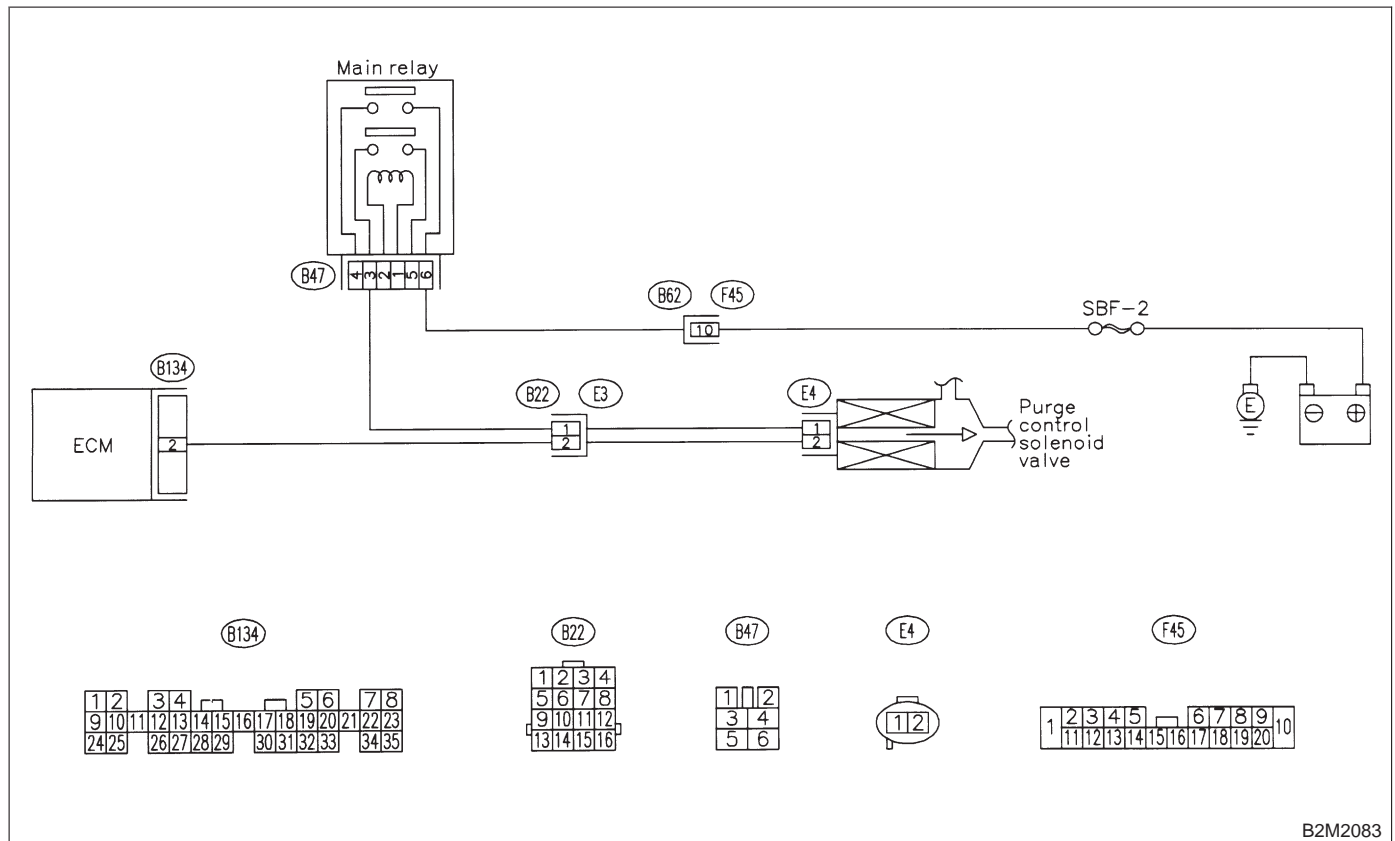 Main relay
B47
4 3 2 1 5 6
B62 F45
10
SBF-2
B134
ECM
2
B22 E3
1
2
E4
1
2
Purge
control
solenoid
valve
E
B134
1 2 3 4 5 6 7 8
9 10 11 12 13 14 15 16 17 18 19 20 21 22 23
24 25 26 27 28 29 30 31 32 33 34 35
B22
1 2 3 4
5 6 7 8
9 10 11 12
13 14 15 16
B47
1 2
3 4
5 6
E4
1 2
F45
1 2 3 4 5 6 7 8 9 10
11 12 13 14 15 16 17 18 19 20
B2M2083